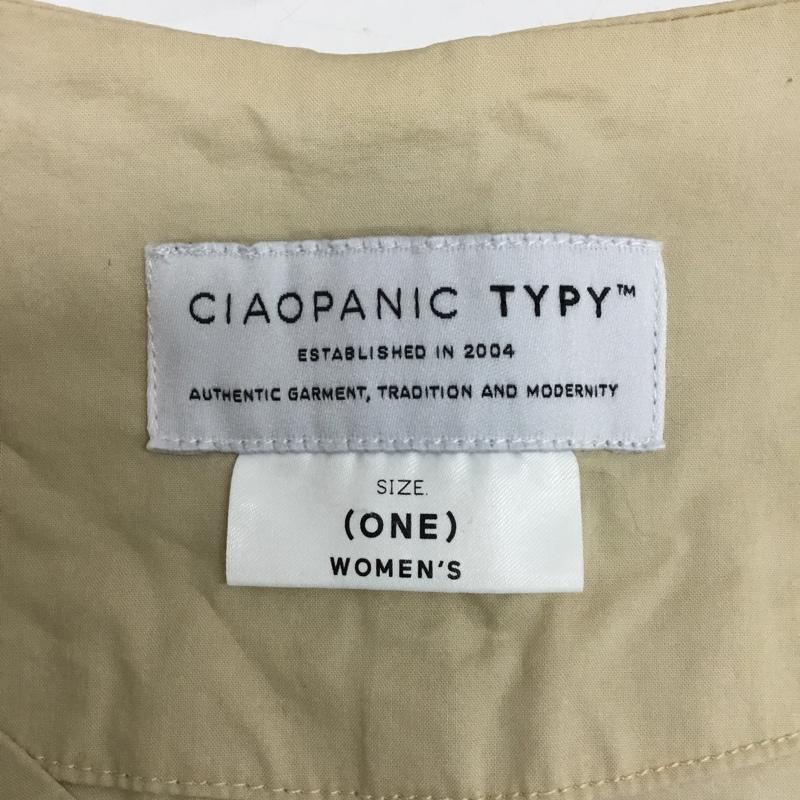 CIAOPANIC TYPY™
ESTABLISHED IN 2004
AUTHENTIC GARMENT, TRADITION AND MODERNITY
SIZE.
(ONE)
WOMEN'S